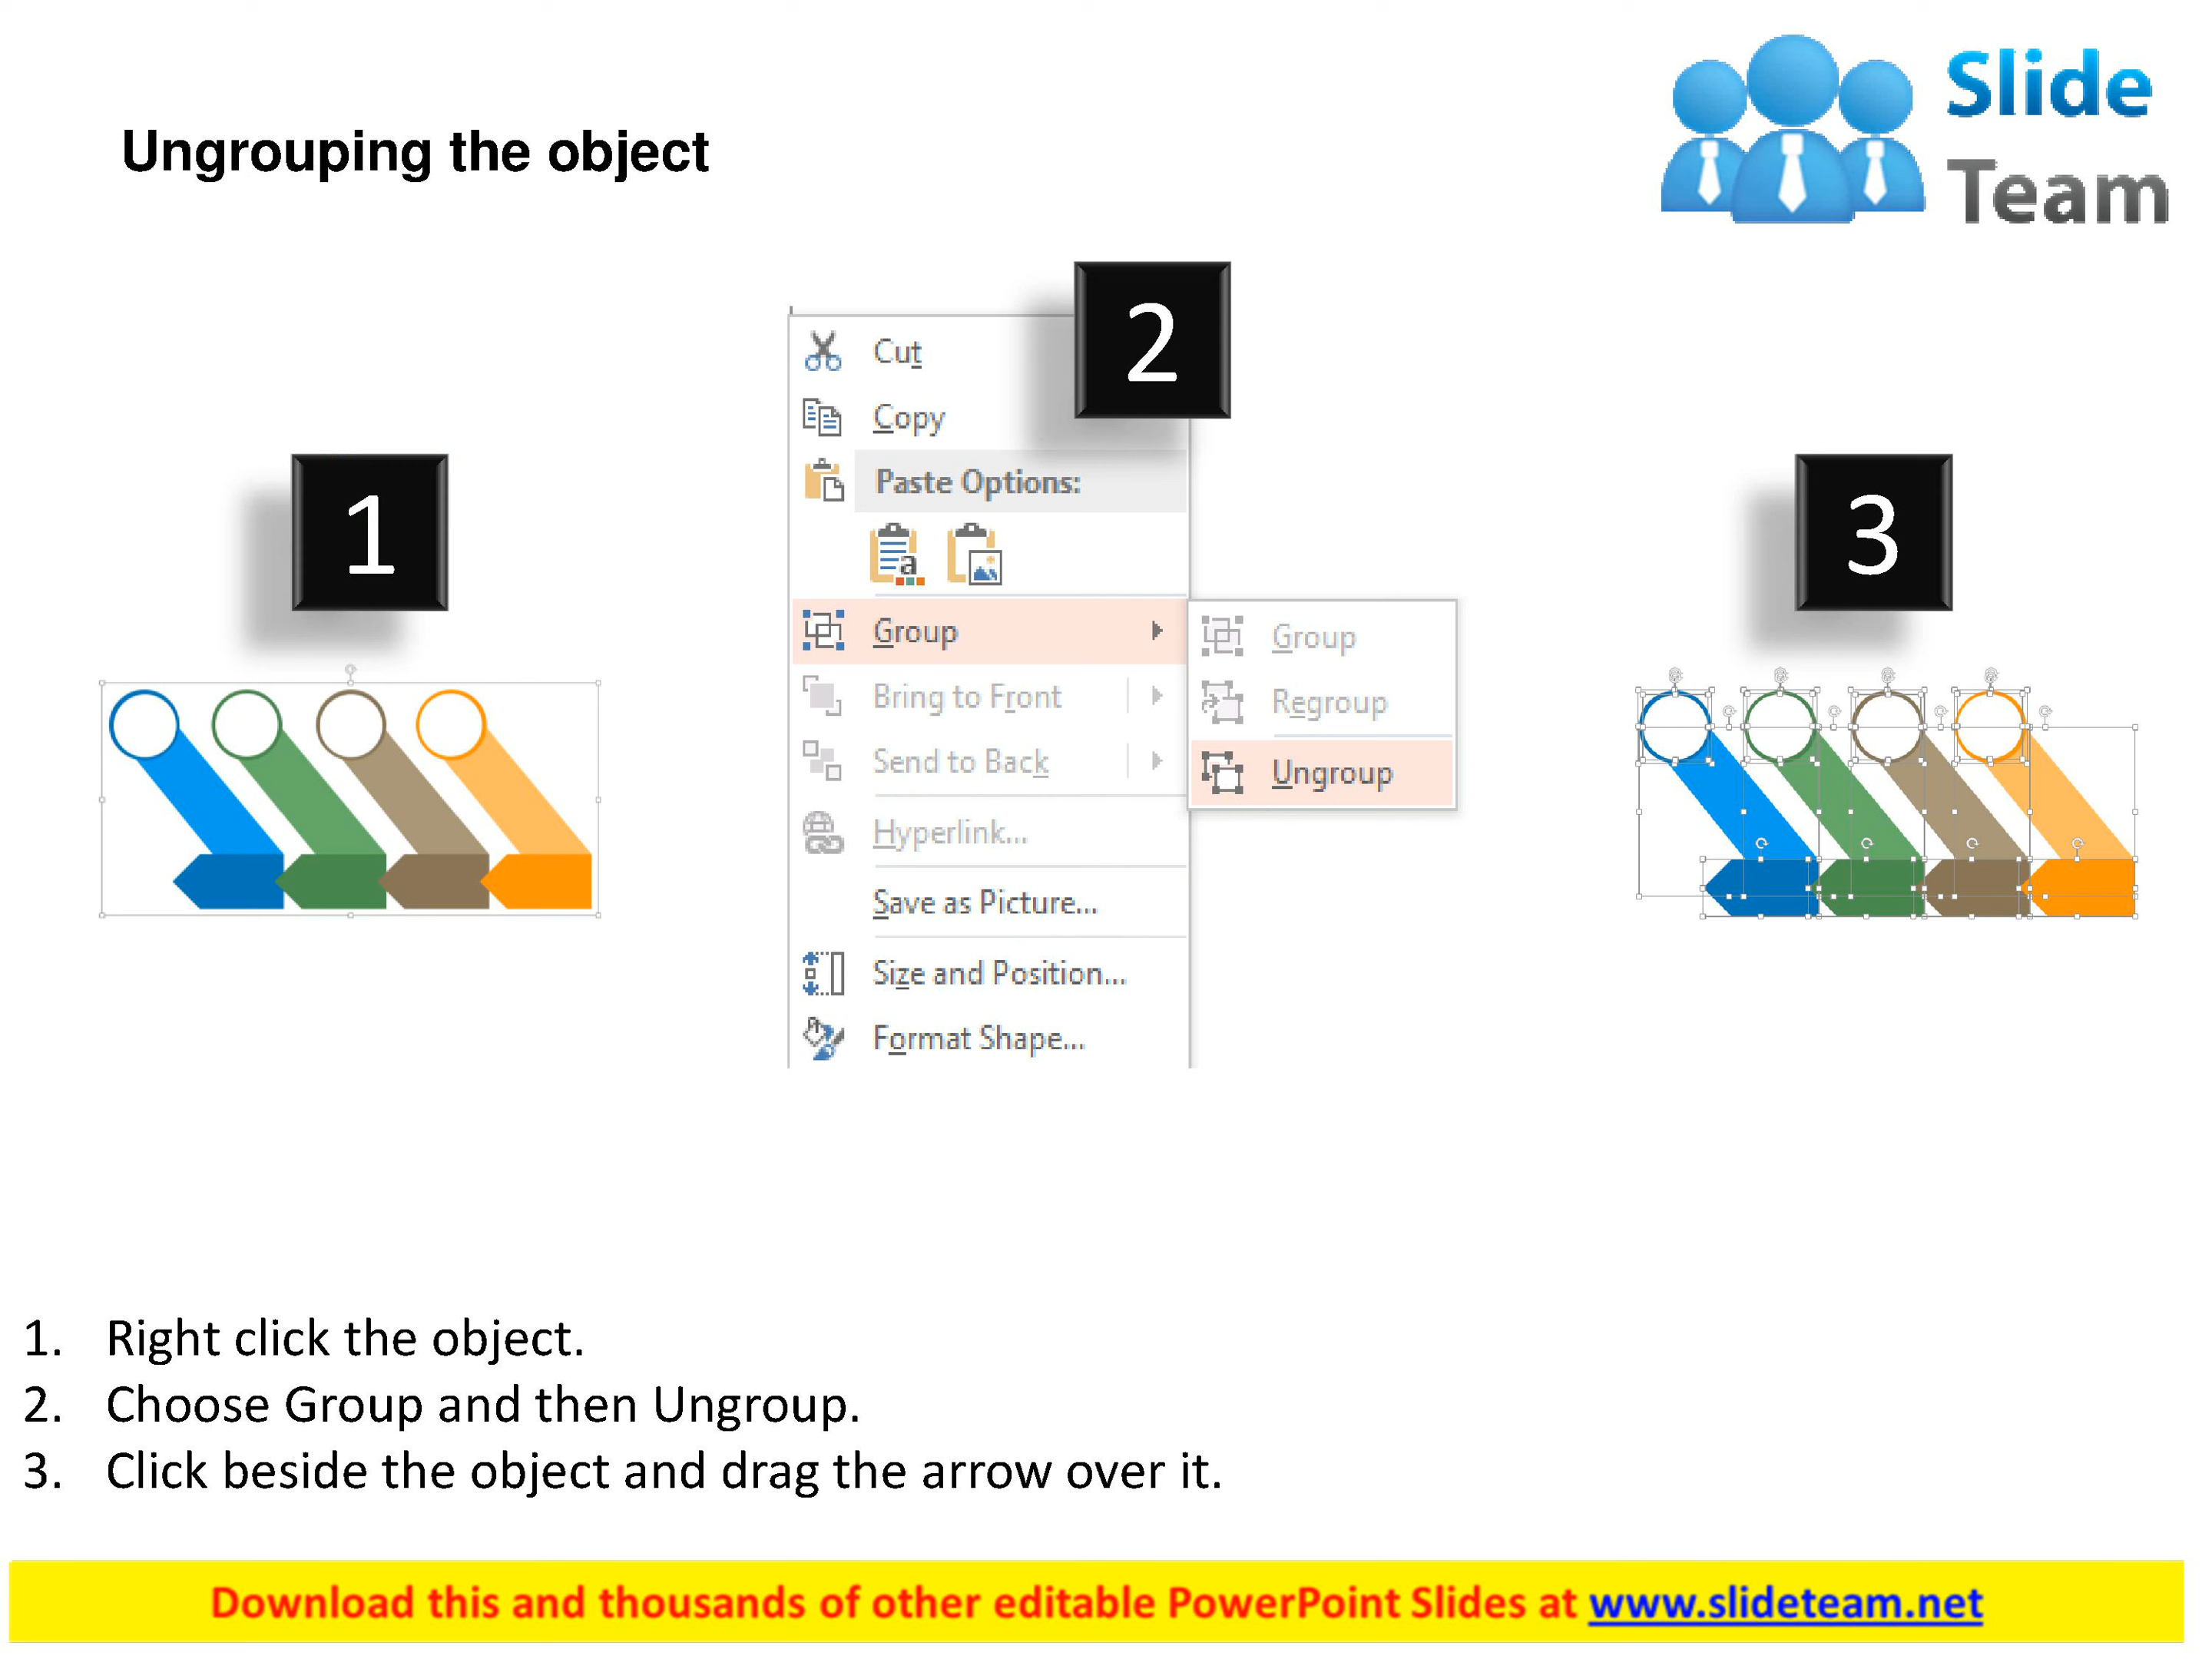 Slide
Team
Ungrouping the object
2
Cut
Copy
1
Paste Options:
a
3
Group
Group
Bring to Front
Regroup
Send to Back
Ungroup
Hyperlink...
Save as Picture...
Size and Position...
Format Shape...
1. Right click the object.
2. Choose Group and then Ungroup.
3. Click beside the object and drag the arrow over it.
Download this and thousands of other editable PowerPoint Slides at www.slideteam.net